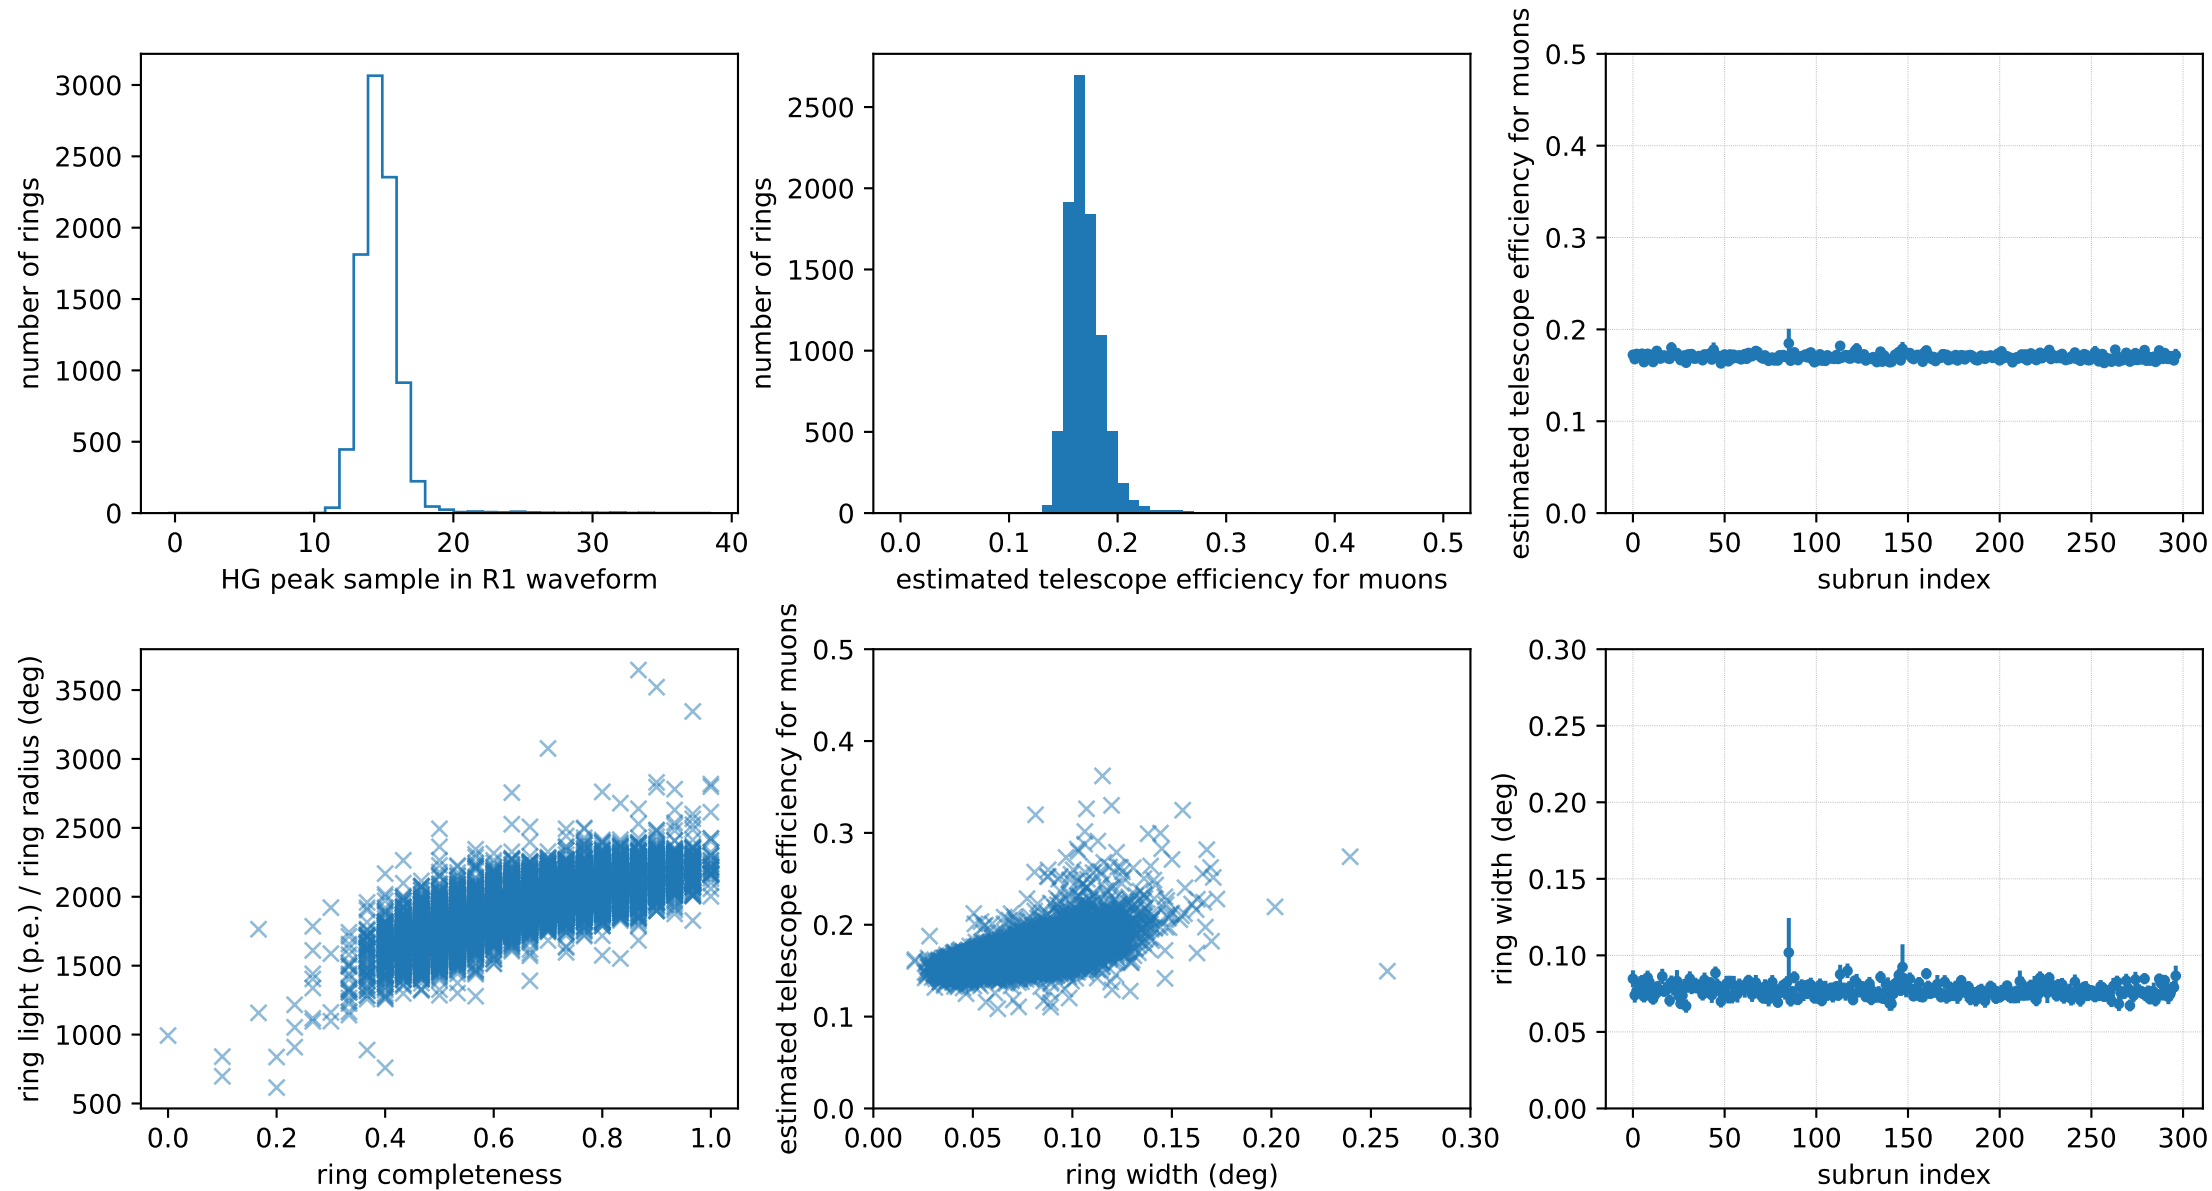 3000
2500
2000
1500
1000
500
0
number of rings
0 10 20 30 40
HG peak sample in R1 waveform
2500
2000
1500
1000
500
0
number of rings
0.0 0.1 0.2 0.3 0.4 0.5
estimated telescope efficiency for muons
0.5
0.4
0.3
0.2
0.1
0.0
estimated telescope efficiency for muons
0 50 100 150 200 250 300
subrun index
3500
3000
2500
2000
1500
1000
500
ring light (p.e.) / ring radius (deg)
0.0 0.2 0.4 0.6 0.8 1.0
ring completeness
0.5
0.4
0.3
0.2
0.1
0.0
estimated telescope efficiency for muons
0.00 0.05 0.10 0.15 0.20 0.25 0.30
ring width (deg)
0.30
0.25
0.20
0.15
0.10
0.05
0.00
ring width (deg)
0 50 100 150 200 250 300
subrun index